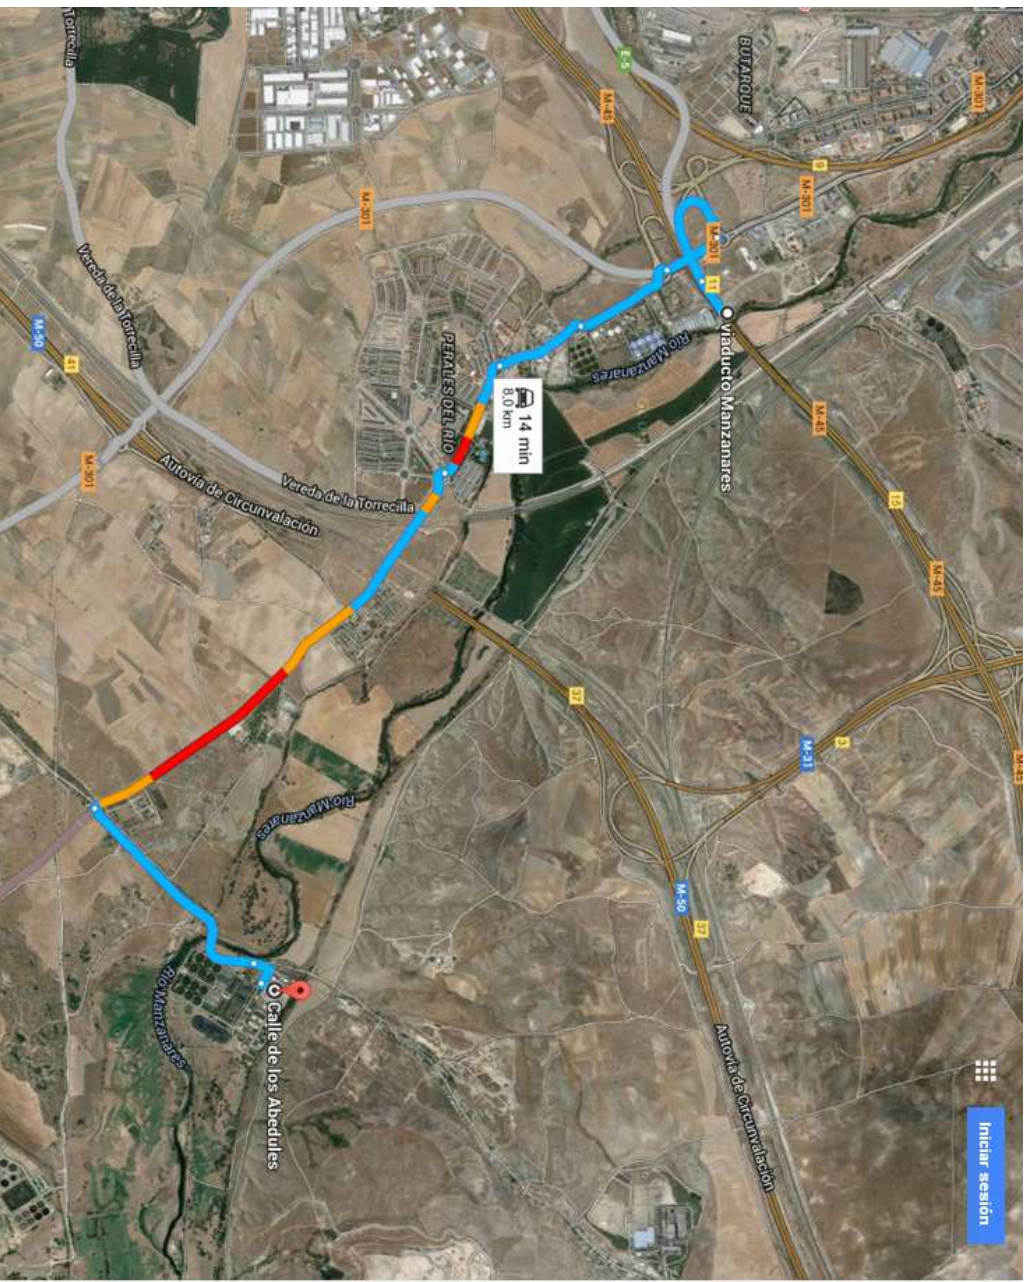 M-45
Iniciar sesión
M-301
M-45
15
3
9
M-45
M-301
M-31
BUTARQUE
Autovía de Circunvalación
viaducto Manzanares
M-301
11
37
M-50
Río Manzanares
E-5
M-45
37
14 min
8,0 km
PERALES DEL RÍO
M-301
Vereda de la Torrecilla
Río Manzanares
Calle de los Abedules
Autovía de Circunvalación
Río Manzanares
Vereda de la Torrecilla
M-301
41
Torrecilla
M-50